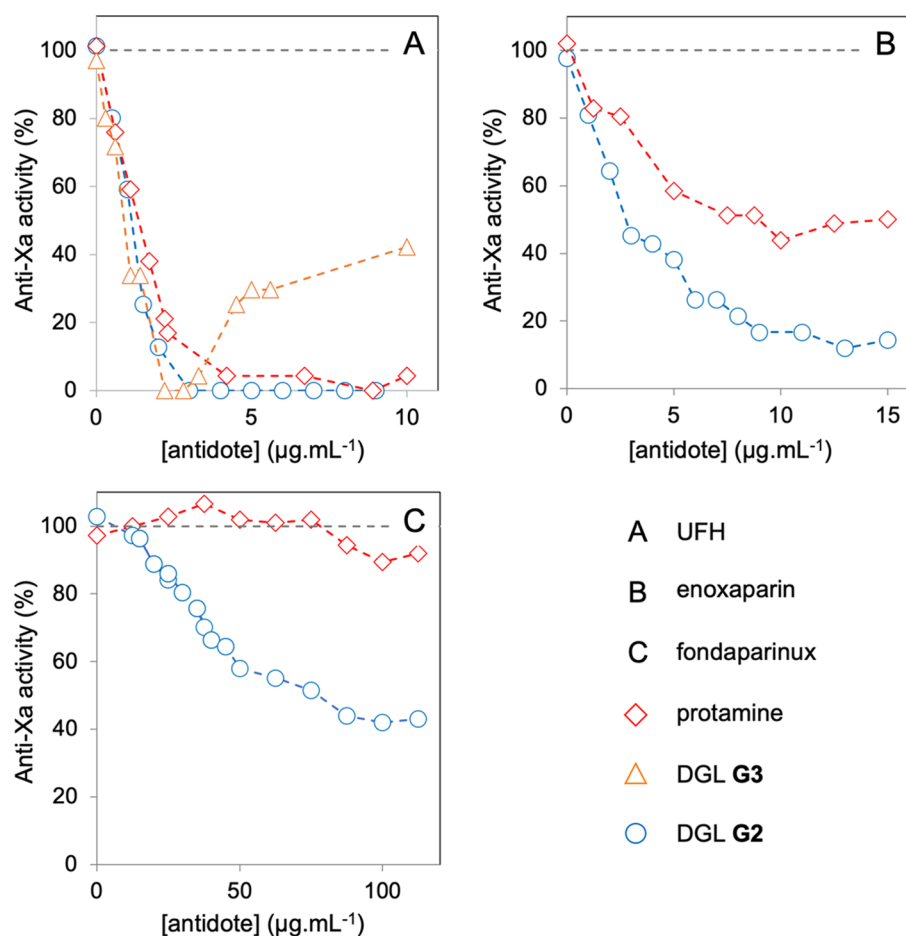 A
100
80
60
40
20
0
Anti-Xa activity (%)
0 5 10
[antidote] (µg.mL⁻¹)
B
100
80
60
40
20
0
Anti-Xa activity (%)
0 5 10 15
[antidote] (µg.mL⁻¹)
C
100
80
60
40
20
0
Anti-Xa activity (%)
0 50 100
[antidote] (µg.mL⁻¹)
A UFH
B enoxaparin
C fondaparinux
protamine
DGL G3
DGL G2